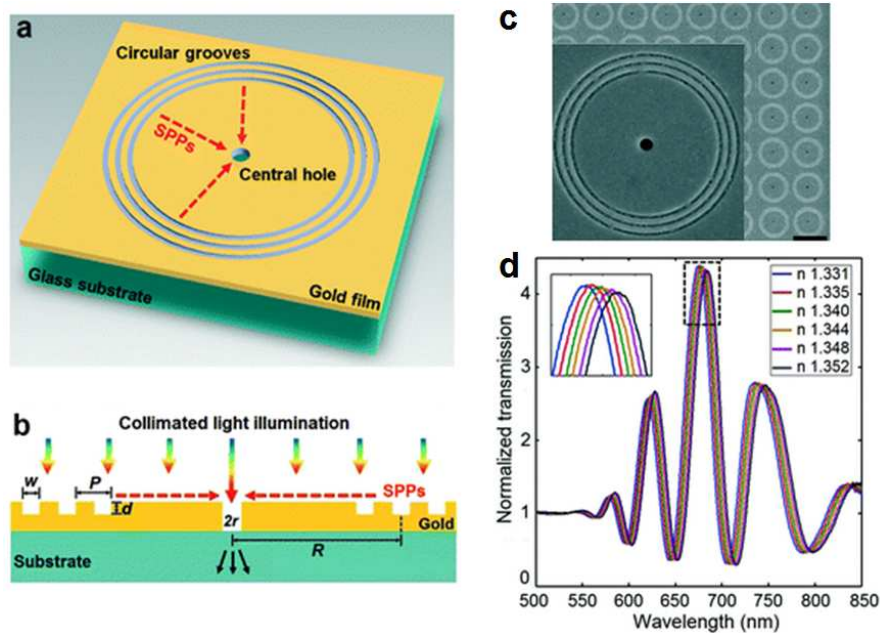 a
Circular grooves
SPPs
Central hole
Glass substrate
Gold film
b
Collimated light illumination
w
P
d
SPPs
2r
Gold
R
Substrate
c
d
Normalized transmission
4
3
2
1
0
n 1.331
n 1.335
n 1.340
n 1.344
n 1.348
n 1.352
500 550 600 650 700 750 800 850
Wavelength (nm)